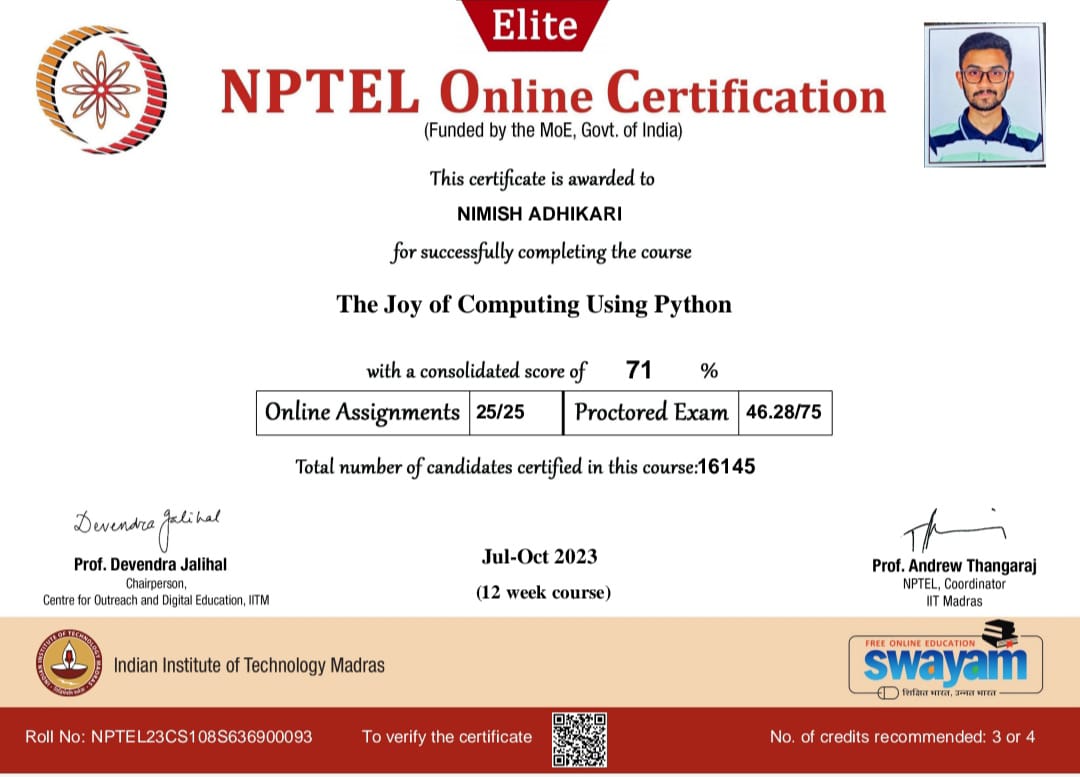 Elite
NPTEL Online Certification
(Funded by the MoE, Govt. of India)
This certificate is awarded to
NIMISH ADHIKARI
for successfully completing the course
The Joy of Computing Using Python
with a consolidated score of 71 %
Online Assignments 25/25 Proctored Exam 46.28/75
Total number of candidates certified in this course:16145
Devendra Jalihal
Prof. Devendra Jalihal
Chairperson,
Centre for Outreach and Digital Education, IITM
Jul-Oct 2023
(12 week course)
Prof. Andrew Thangaraj
NPTEL, Coordinator
IIT Madras
INDIAN INSTITUTE OF TECHNOLOGY MADRAS
Indian Institute of Technology Madras
FREE ONLINE EDUCATION
swayam
शिक्षित भारत, उन्नत भारत
Roll No: NPTEL23CS108S636900093
To verify the certificate
No. of credits recommended: 3 or 4